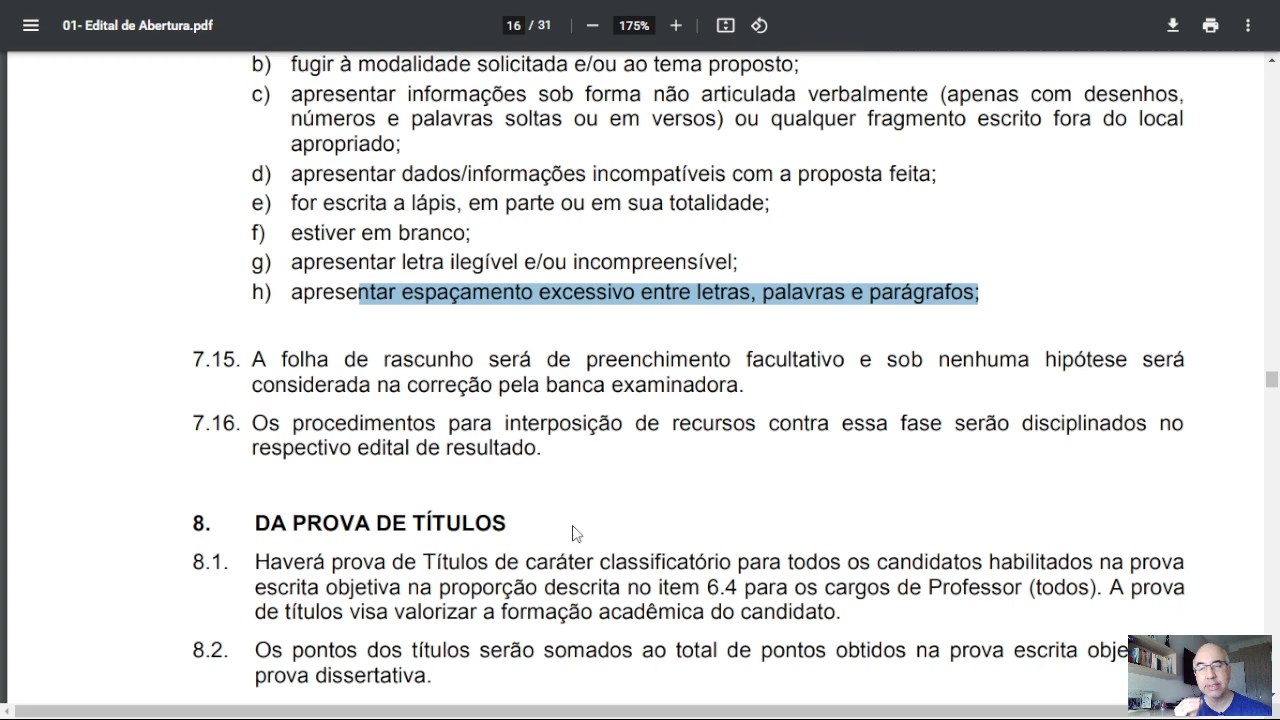 01- Edital de Abertura.pdf
16 / 31
175%
b) fugir à modalidade solicitada e/ou ao tema proposto;
c) apresentar informações sob forma não articulada verbalmente (apenas com desenhos,
números e palavras soltas ou em versos) ou qualquer fragmento escrito fora do local
apropriado;
d) apresentar dados/informações incompatíveis com a proposta feita;
e) for escrita a lápis, em parte ou em sua totalidade;
f) estiver em branco;
g) apresentar letra ilegível e/ou incompreensível;
h) apresentar espaçamento excessivo entre letras, palavras e parágrafos;
7.15. A folha de rascunho será de preenchimento facultativo e sob nenhuma hipótese será
considerada na correção pela banca examinadora.
7.16. Os procedimentos para interposição de recursos contra essa fase serão disciplinados no
respectivo edital de resultado.
8. DA PROVA DE TÍTULOS
8.1. Haverá prova de Títulos de caráter classificatório para todos os candidatos habilitados na prova
escrita objetiva na proporção descrita no item 6.4 para os cargos de Professor (todos). A prova
de títulos visa valorizar a formação acadêmica do candidato.
8.2. Os pontos dos títulos serão somados ao total de pontos obtidos na prova escrita obje
prova dissertativa.